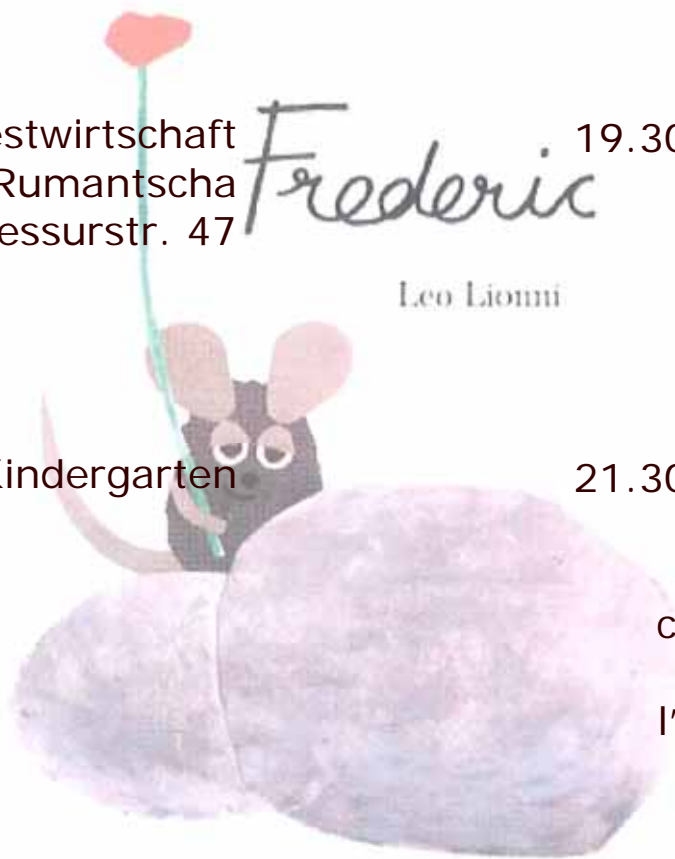 estwirtschaft
Rumantscha
essurstr. 47
Frederic
19.30
Leo Lionni
Kindergarten
21.30
c
l'